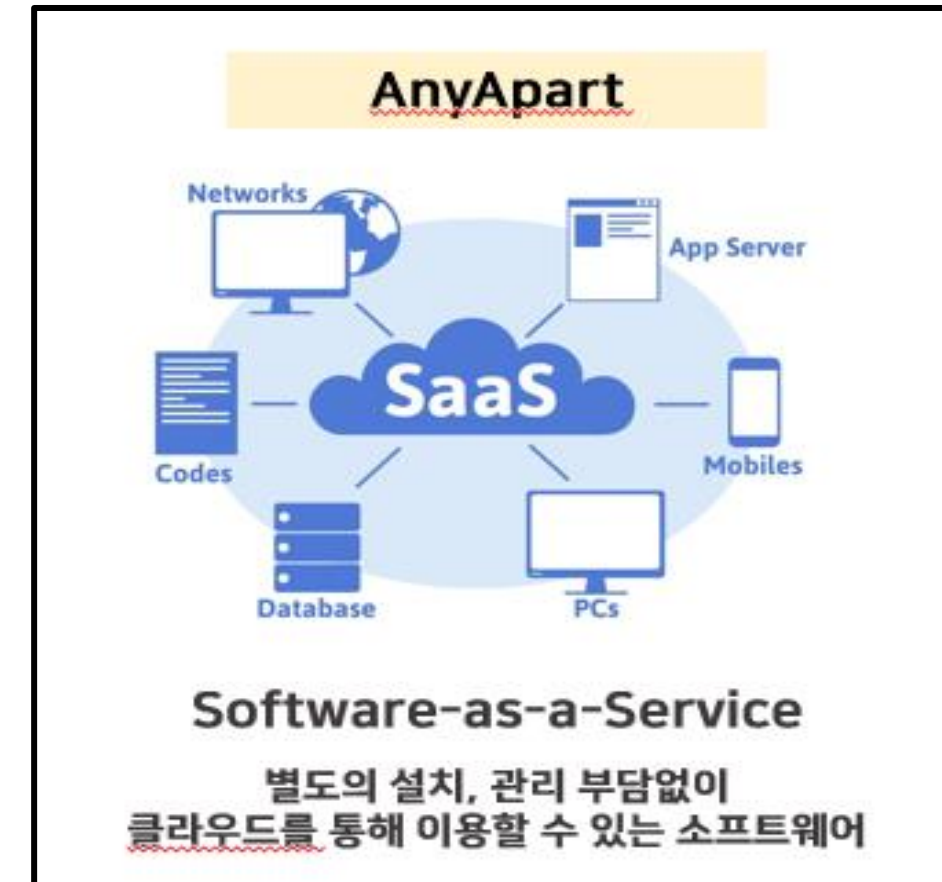 AnyApart
Networks
App Server
SaaS
Codes
Mobiles
Database
PCs
Software-as-a-Service
별도의 설치, 관리 부담없이
클라우드를 통해 이용할 수 있는 소프트웨어